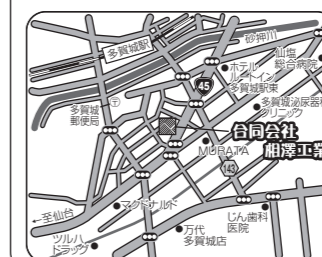 多賀城駅
砂押川
仙塩
総合病院
ホテル
ルートイン
多賀城駅東
45
多賀城泌尿器科
クリニック
〒
多賀城
郵便局
合同会社
相澤工業
MURATA
143
←至仙台
マクドナルド
じん歯科
医院
ツルハ
ドラッグ
万代
多賀城店